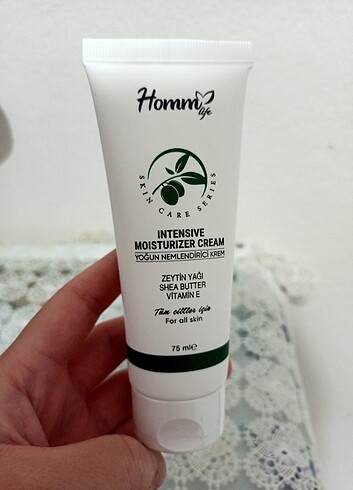 Homm
life
SKIN CARE SERIES
INTENSIVE
MOISTURIZER CREAM
YOĞUN NEMLENDİRİCİ KREM
ZEYTİN YAĞI
SHEA BUTTER
VİTAMİN E
Tüm ciltler için
For all skin
75 ml℮